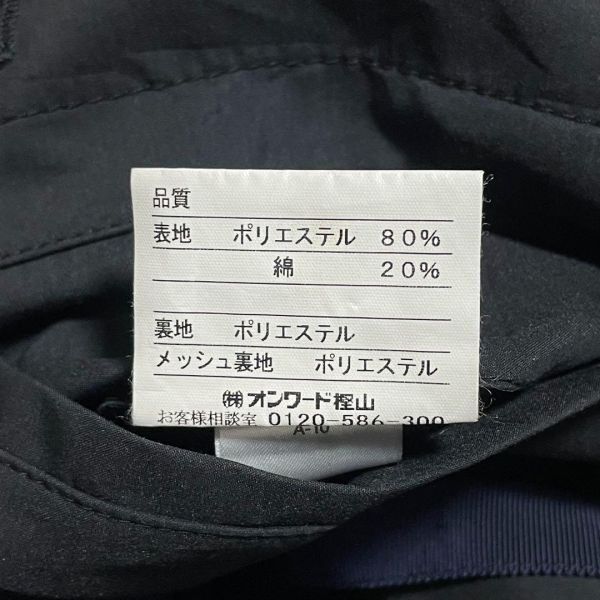 品質
表地 ポリエステル 80%
綿 20%
裏地 ポリエステル
メッシュ裏地 ポリエステル
㈱オンワード樫山
お客様相談室 0120-586-300
A-10